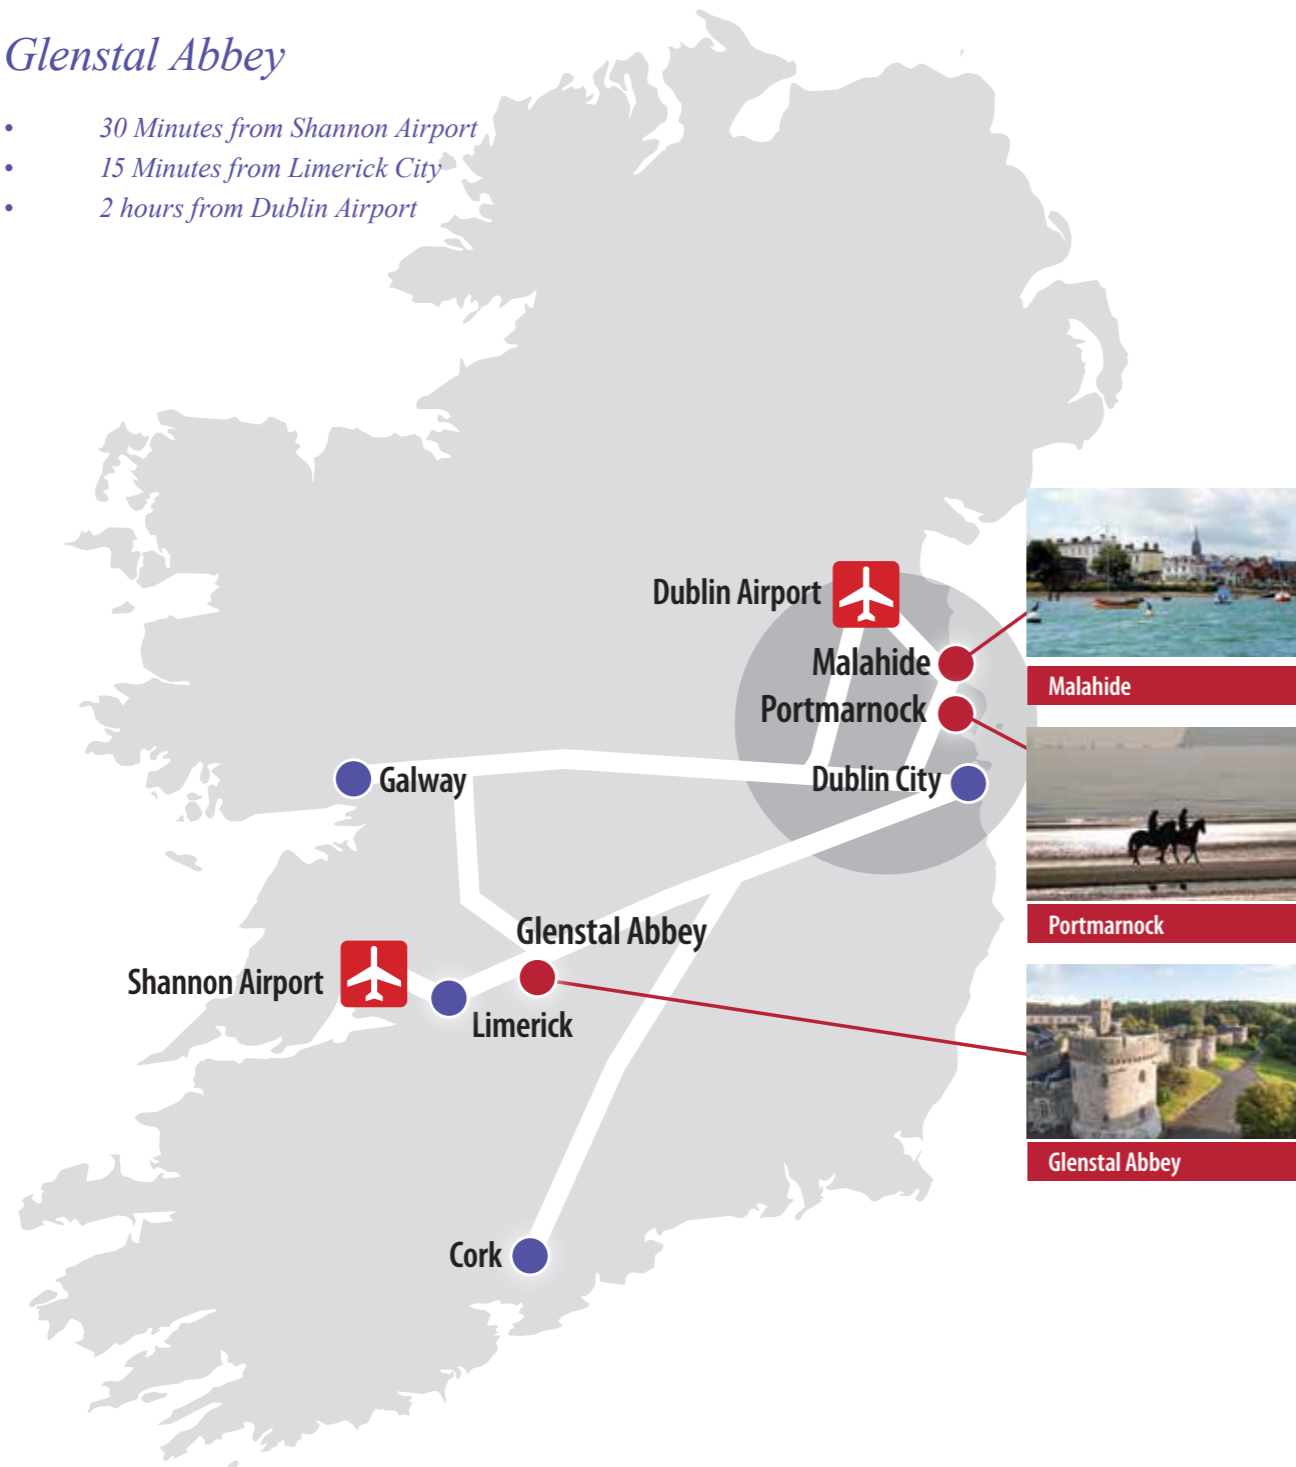 Glenstal Abbey
• 30 Minutes from Shannon Airport
• 15 Minutes from Limerick City
• 2 hours from Dublin Airport
Dublin Airport
Malahide
Portmarnock
Dublin City
Galway
Glenstal Abbey
Shannon Airport
Limerick
Cork
Malahide
Portmarnock
Glenstal Abbey